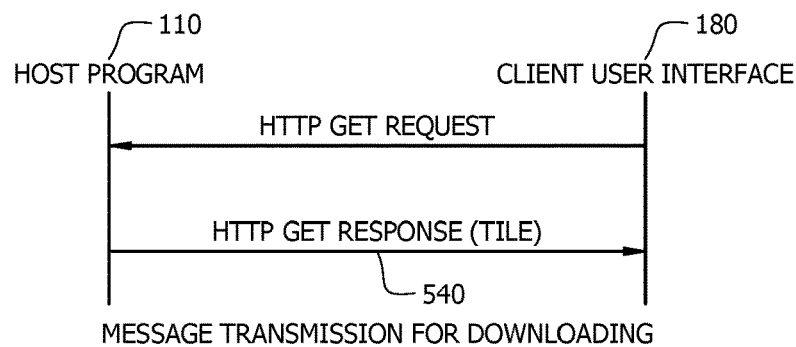 110
180
HOST PROGRAM
CLIENT USER INTERFACE
HTTP GET REQUEST
HTTP GET RESPONSE (TILE)
540
MESSAGE TRANSMISSION FOR DOWNLOADING